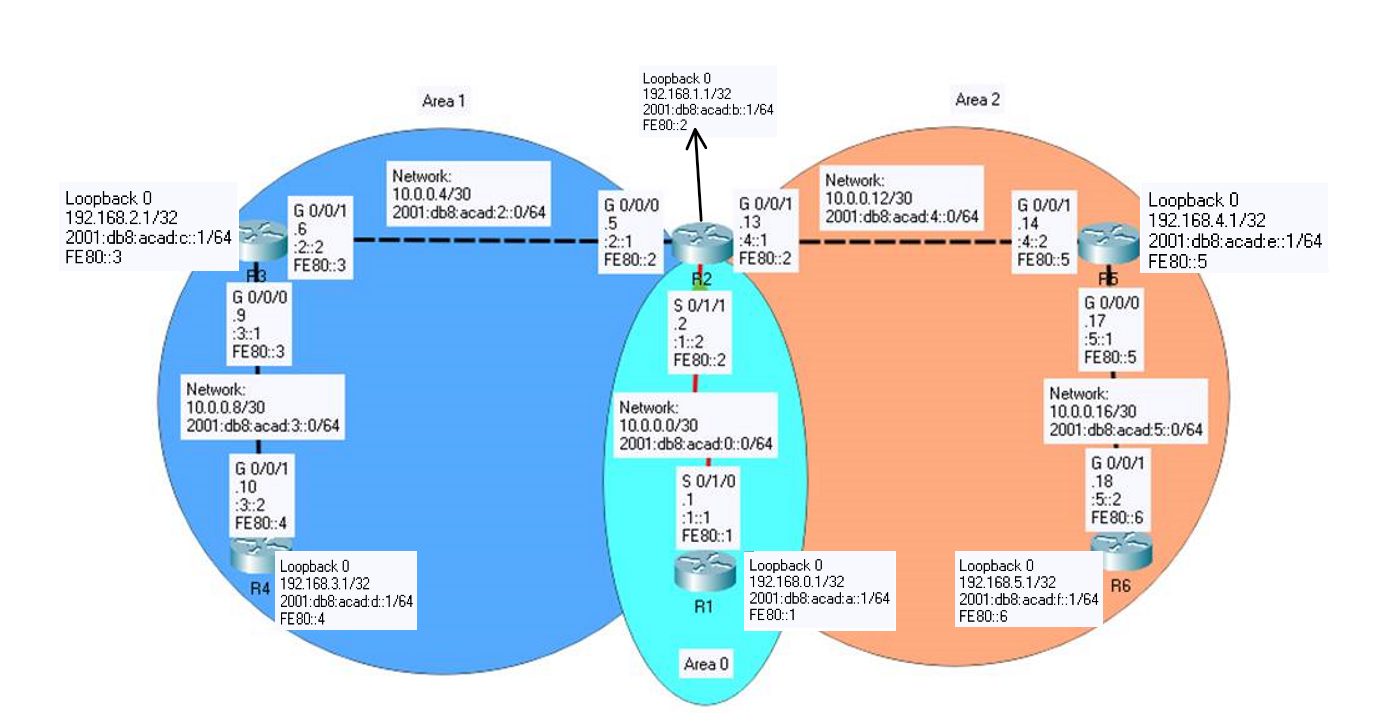 Area 1
Loopback 0
192.168.1.1/32
2001:db8:acad:b::1/64
FE80::2
Area 2
Network:
10.0.0.4/30
2001:db8:acad:2::0/64
Network:
10.0.0.12/30
2001:db8:acad:4::0/64
Loopback 0
192.168.2.1/32
2001:db8:acad:c::1/64
FE80::3
G 0/0/1
.6
:2::2
FE80::3
G 0/0/0
.5
:2::1
FE80::2
G 0/0/1
.13
:4::1
FE80::2
G 0/0/1
.14
:4::2
FE80::5
Loopback 0
192.168.4.1/32
2001:db8:acad:e::1/64
FE80::5
R3
R2
R5
G 0/0/0
.9
:3::1
FE80::3
S 0/1/1
.2
:1::2
FE80::2
G 0/0/0
.17
:5::1
FE80::5
Network:
10.0.0.8/30
2001:db8:acad:3::0/64
Network:
10.0.0.0/30
2001:db8:acad:0::0/64
Network:
10.0.0.16/30
2001:db8:acad:5::0/64
G 0/0/1
.10
:3::2
FE80::4
S 0/1/0
.1
:1::1
FE80::1
G 0/0/1
.18
:5::2
FE80::6
R4
Loopback 0
192.168.3.1/32
2001:db8:acad:d::1/64
FE80::4
R1
Loopback 0
192.168.0.1/32
2001:db8:acad:a::1/64
FE80::1
Loopback 0
192.168.5.1/32
2001:db8:acad:f::1/64
FE80::6
R6
Area 0